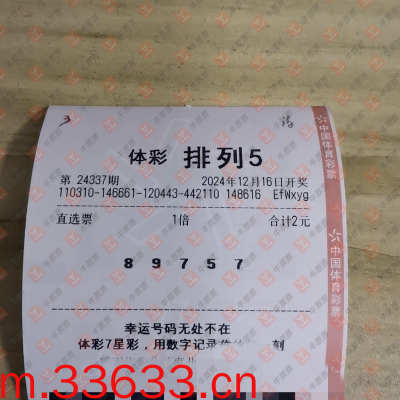 3
体彩 排列5
第 24337期 2024年12月16日开奖
110310-146661-120443-442110 148616 EfWxyg
直选票 1倍 合计2元
8 9 7 5 7
幸运号码无处不在
体彩7星彩，用数字记录 刻
中国体育彩票
中国体育彩票
m.33633.cn